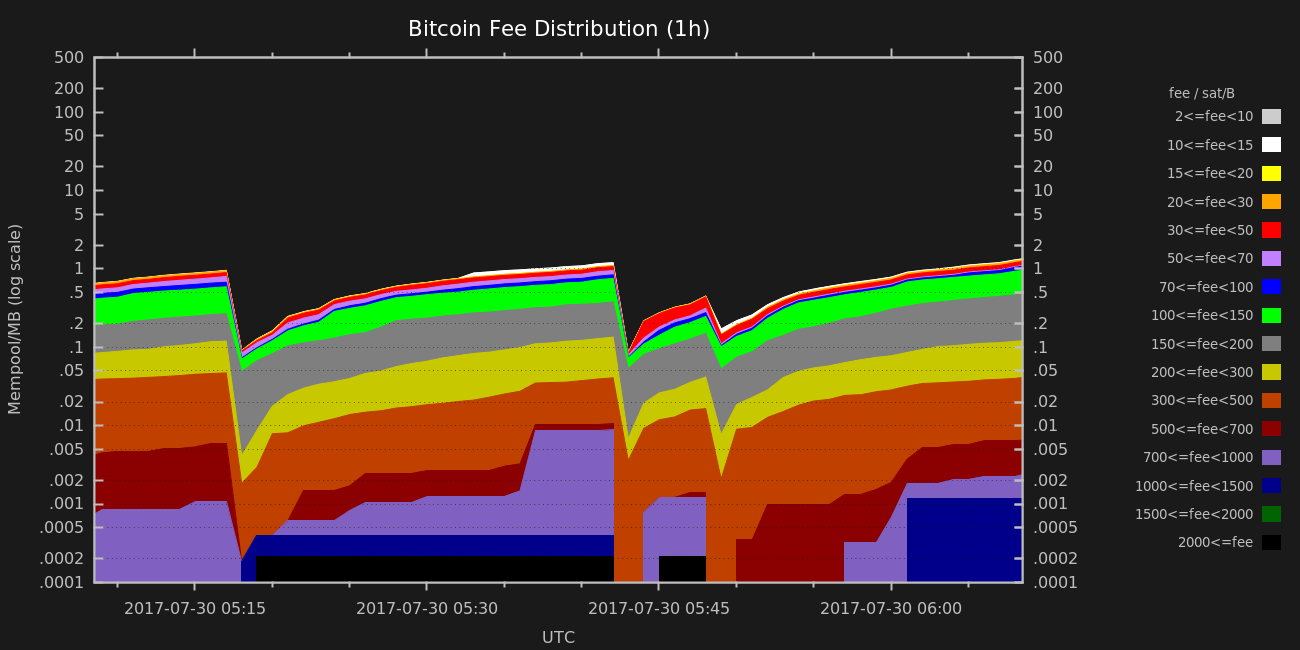 Bitcoin Fee Distribution (1h)
Mempool/MB (log scale)
500
200
100
50
20
10
5
2
1
.5
.2
.1
.05
.02
.01
.005
.002
.001
.0005
.0002
.0001
500
200
100
50
20
10
5
2
1
.5
.2
.1
.05
.02
.01
.005
.002
.001
.0005
.0002
.0001
fee / sat/B
2<=fee<10
10<=fee<15
15<=fee<20
20<=fee<30
30<=fee<50
50<=fee<70
70<=fee<100
100<=fee<150
150<=fee<200
200<=fee<300
300<=fee<500
500<=fee<700
700<=fee<1000
1000<=fee<1500
1500<=fee<2000
2000<=fee
2017-07-30 05:15 2017-07-30 05:30 2017-07-30 05:45 2017-07-30 06:00
UTC